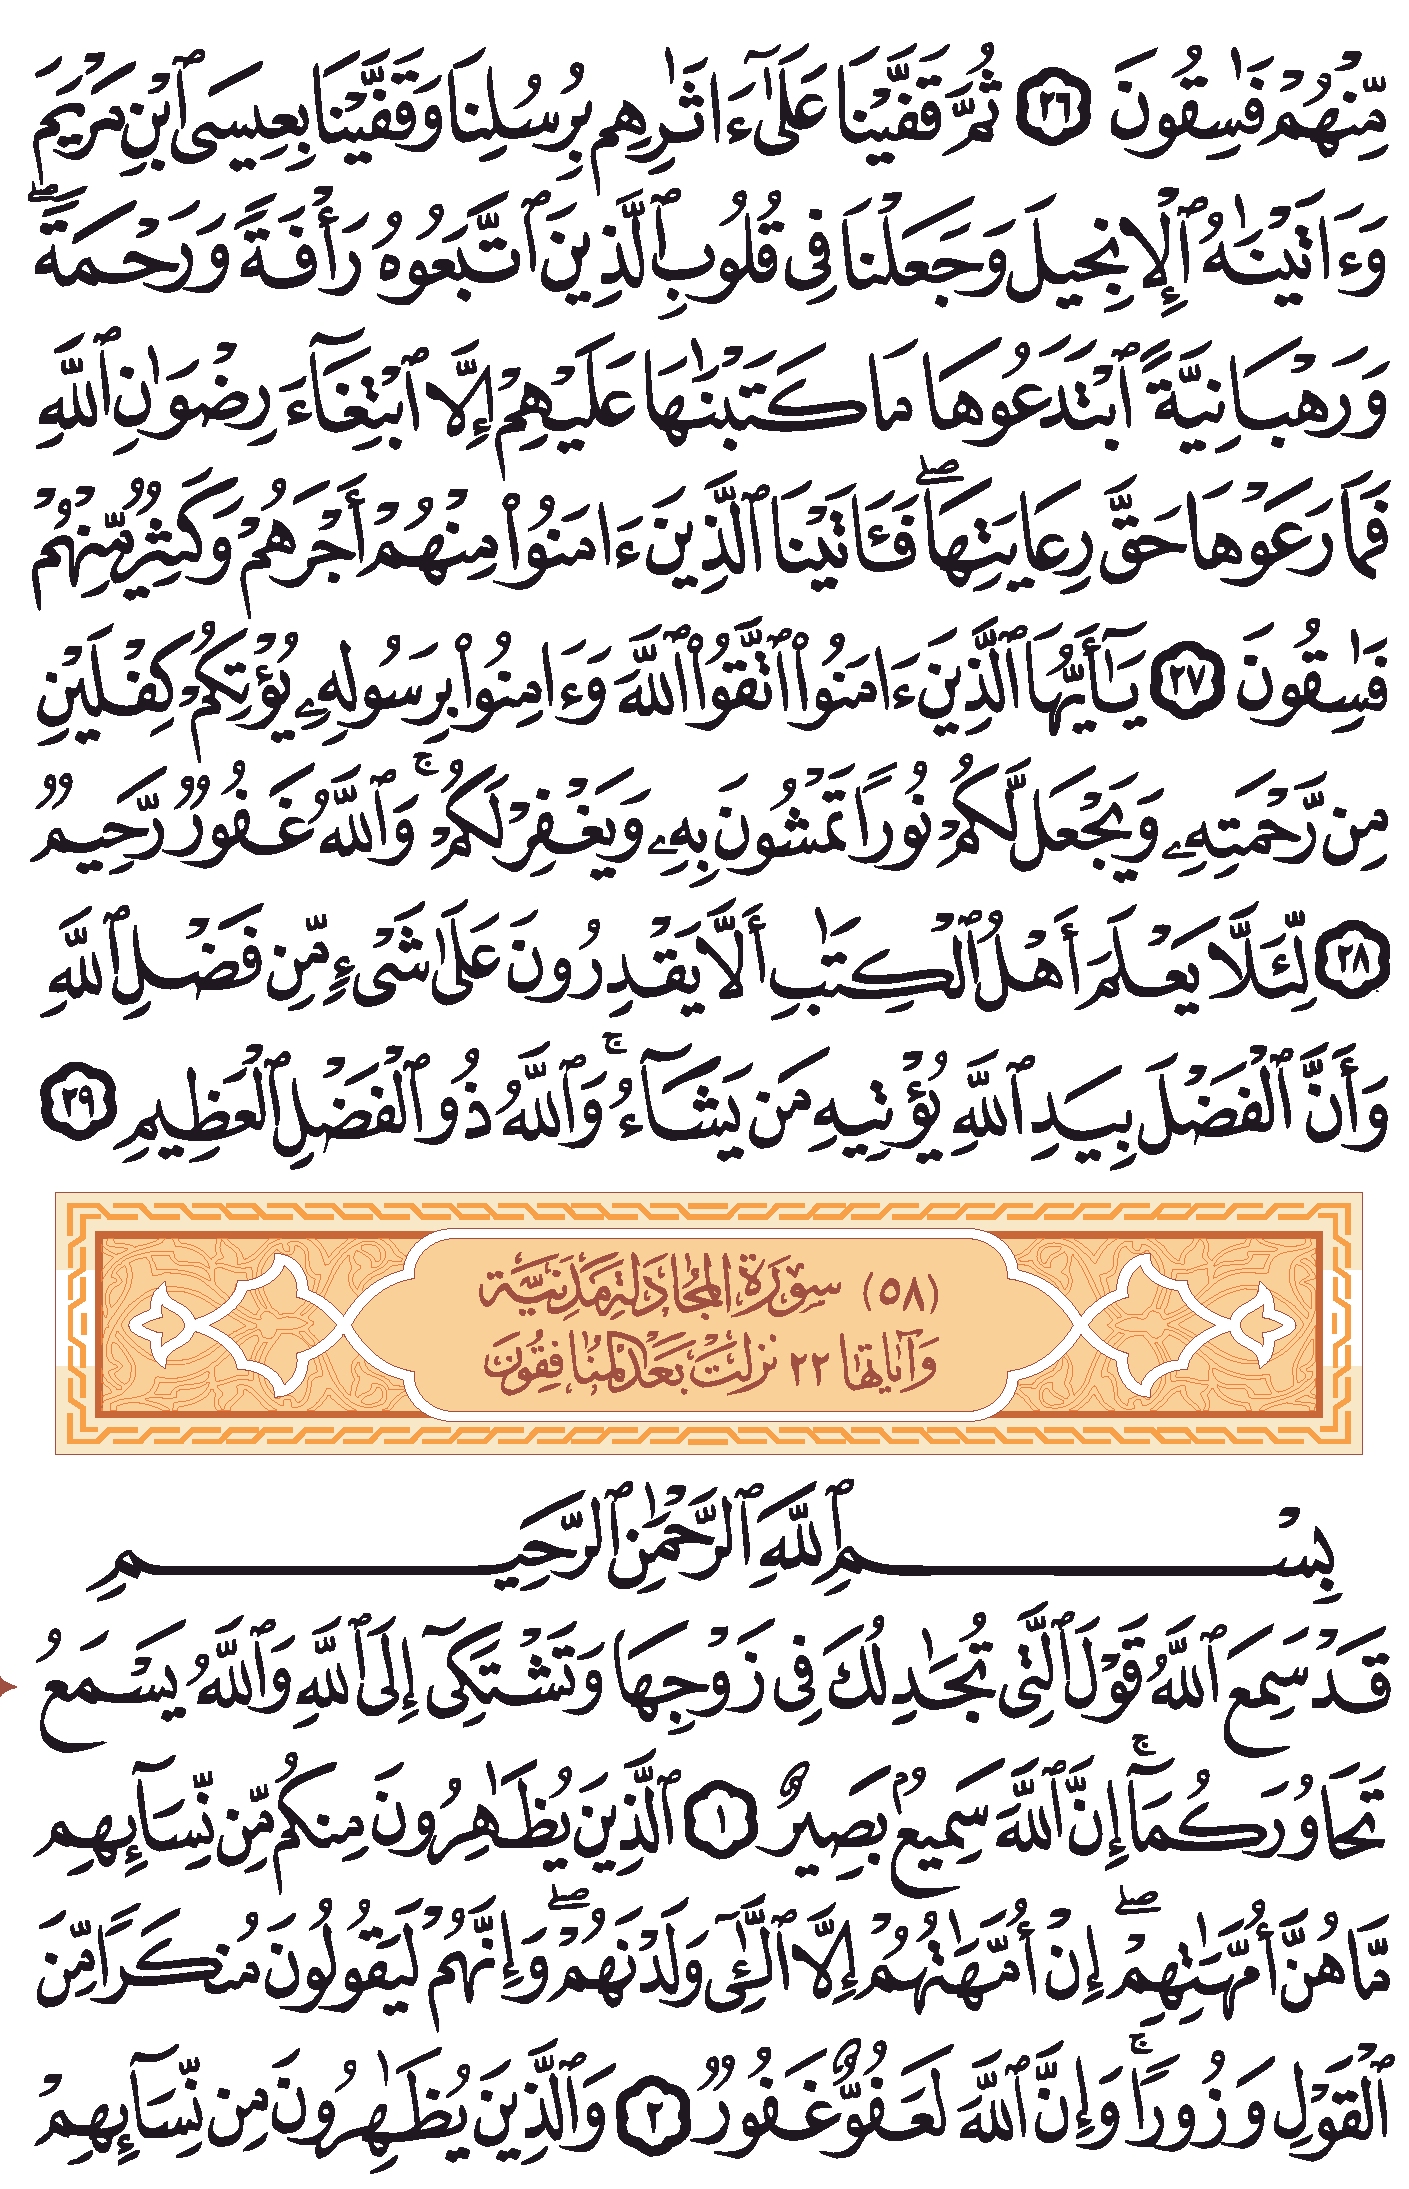 مِّنْهُمْ فَٰسِقُونَ ٢٦ ثُمَّ قَفَّيْنَا عَلَىٰٓ ءَاثَٰرِهِم بِرُسُلِنَا وَقَفَّيْنَا بِعِيسَى ٱبْنِ مَرْيَمَ
وَءَاتَيْنَٰهُ ٱلْإِنجِيلَ وَجَعَلْنَا فِى قُلُوبِ ٱلَّذِينَ ٱتَّبَعُوهُ رَأْفَةً وَرَحْمَةً ۖ
وَرَهْبَانِيَّةً ٱبْتَدَعُوهَا مَا كَتَبْنَٰهَا عَلَيْهِمْ إِلَّا ٱبْتِغَآءَ رِضْوَٰنِ ٱللَّهِ
فَمَا رَعَوْهَا حَقَّ رِعَايَتِهَا ۖ فَـَٔاتَيْنَا ٱلَّذِينَ ءَامَنُوا۟ مِنْهُمْ أَجْرَهُمْ وَكَثِيرٌ مِّنْهُمْ
فَٰسِقُونَ ٢٧ يَٰٓأَيُّهَا ٱلَّذِينَ ءَامَنُوا۟ ٱتَّقُوا۟ ٱللَّهَ وَءَامِنُوا۟ بِرَسُولِهِۦ يُؤْتِكُمْ كِفْلَيْنِ
مِن رَّحْمَتِهِۦ وَيَجْعَل لَّكُمْ نُورًا تَمْشُونَ بِهِۦ وَيَغْفِرْ لَكُمْ ۚ وَٱللَّهُ غَفُورٌ رَّحِيمٌ
٢٨ لِّئَلَّا يَعْلَمَ أَهْلُ ٱلْكِتَٰبِ أَلَّا يَقْدِرُونَ عَلَىٰ شَىْءٍ مِّن فَضْلِ ٱللَّهِ
وَأَنَّ ٱلْفَضْلَ بِيَدِ ٱللَّهِ يُؤْتِيهِ مَن يَشَآءُ ۚ وَٱللَّهُ ذُو ٱلْفَضْلِ ٱلْعَظِيمِ ٢٩
(٥٨) سورة المجادلة مدنية
وآياتها ٢٢ نزلت بعد المنافقون
بِسْمِ ٱللَّهِ ٱلرَّحْمَٰنِ ٱلرَّحِيمِ
قَدْ سَمِعَ ٱللَّهُ قَوْلَ ٱلَّتِى تُجَٰدِلُكَ فِى زَوْجِهَا وَتَشْتَكِىٓ إِلَى ٱللَّهِ وَٱللَّهُ يَسْمَعُ
تَحَاوُرَكُمَآ ۚ إِنَّ ٱللَّهَ سَمِيعٌۢ بَصِيرٌ ١ ٱلَّذِينَ يُظَٰهِرُونَ مِنكُم مِّن نِّسَآئِهِم
مَّا هُنَّ أُمَّهَٰتِهِمْ ۖ إِنْ أُمَّهَٰتُهُمْ إِلَّا ٱلَّٰٓـِٔى وَلَدْنَهُمْ ۖ وَإِنَّهُمْ لَيَقُولُونَ مُنكَرًا مِّنَ
ٱلْقَوْلِ وَزُورًا ۚ وَإِنَّ ٱللَّهَ لَعَفُوٌّ غَفُورٌ ٢ وَٱلَّذِينَ يُظَٰهِرُونَ مِن نِّسَآئِهِمْ